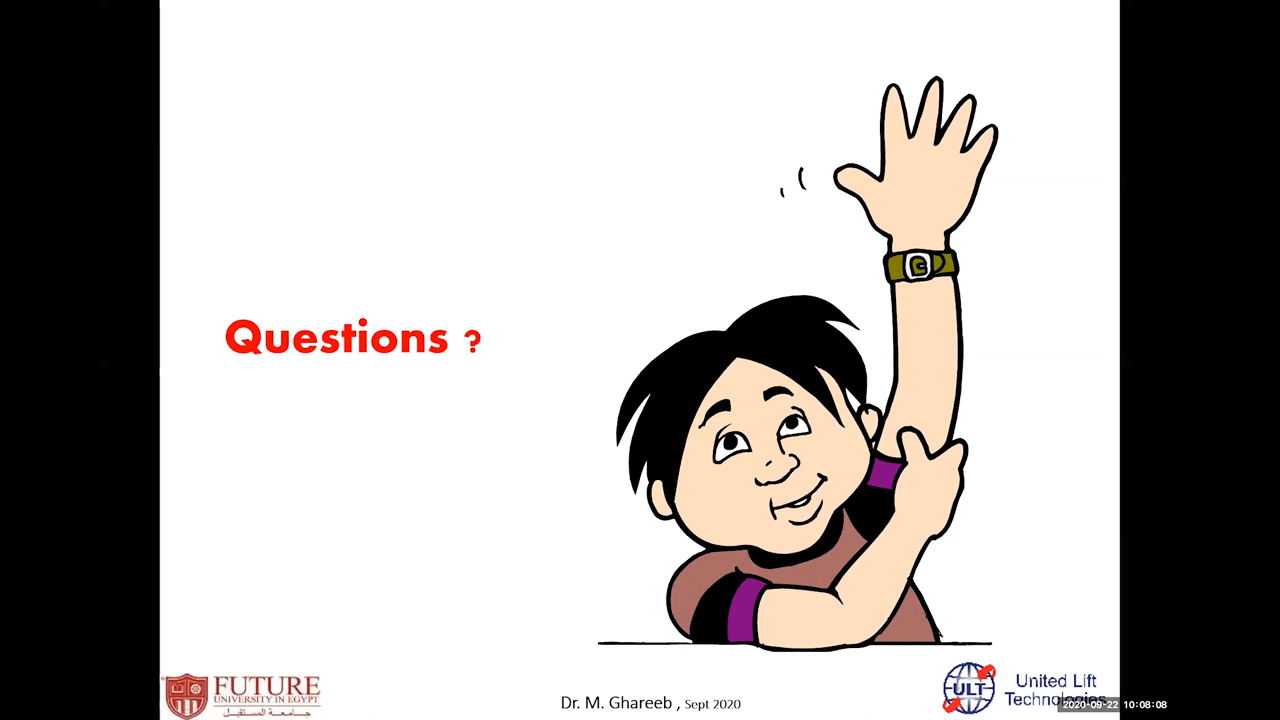 Questions ?
FUTURE
UNIVERSITY IN EGYPT
جامعة المستقبل
Dr. M. Ghareeb , Sept 2020
ULT
United Lift
Technologies
2020-09-22 10:08:08